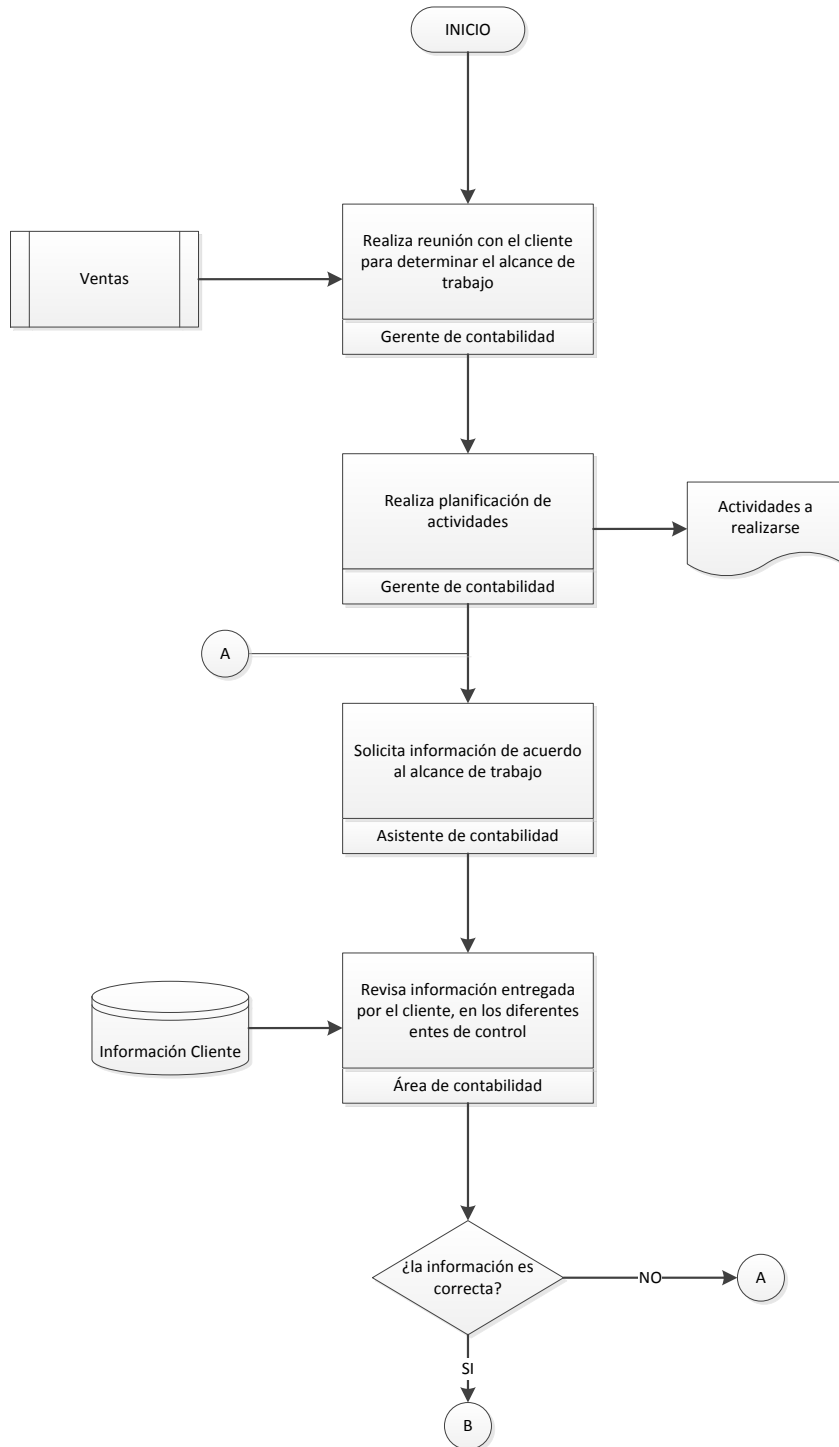 INICIO
Ventas
Realiza reunión con el cliente
para determinar el alcance de
trabajo
Gerente de contabilidad
Realiza planificación de
actividades
Gerente de contabilidad
Actividades a
realizarse
A
Solicita información de acuerdo
al alcance de trabajo
Asistente de contabilidad
Información Cliente
Revisa información entregada
por el cliente, en los diferentes
entes de control
Área de contabilidad
¿la información es
correcta?
NO
A
SI
B